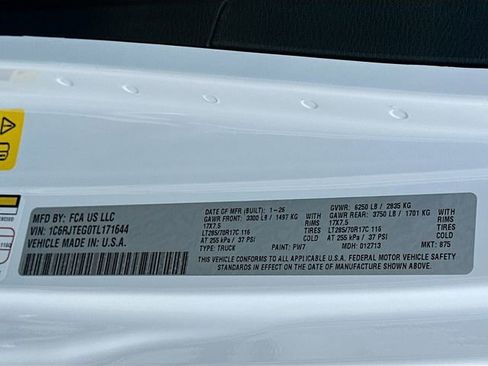 MFD BY: FCA US LLC
VIN: 1C6RJTEG0TL171644
VEHICLE MADE IN: U.S.A.
DATE OF MFR (BUILT): 1-26
GAWR FRONT: 3300 LB / 1497 KG
17X7.5 RIMS
LT285/70R17C 116 TIRES
AT 255 kPa / 37 PSI COLD
TYPE: TRUCK PAINT: PW7
GVWR: 6250 LB / 2835 KG
GAWR REAR: 3750 LB / 1701 KG
17X7.5 RIMS
LT285/70R17C 116 TIRES
AT 255 kPa / 37 PSI COLD
MDH: 012713 MKT: 875
THIS VEHICLE CONFORMS TO ALL APPLICABLE U.S.A. FEDERAL MOTOR VEHICLE SAFETY
STANDARDS IN EFFECT ON THE DATE OF MANUFACTURE SHOWN ABOVE.